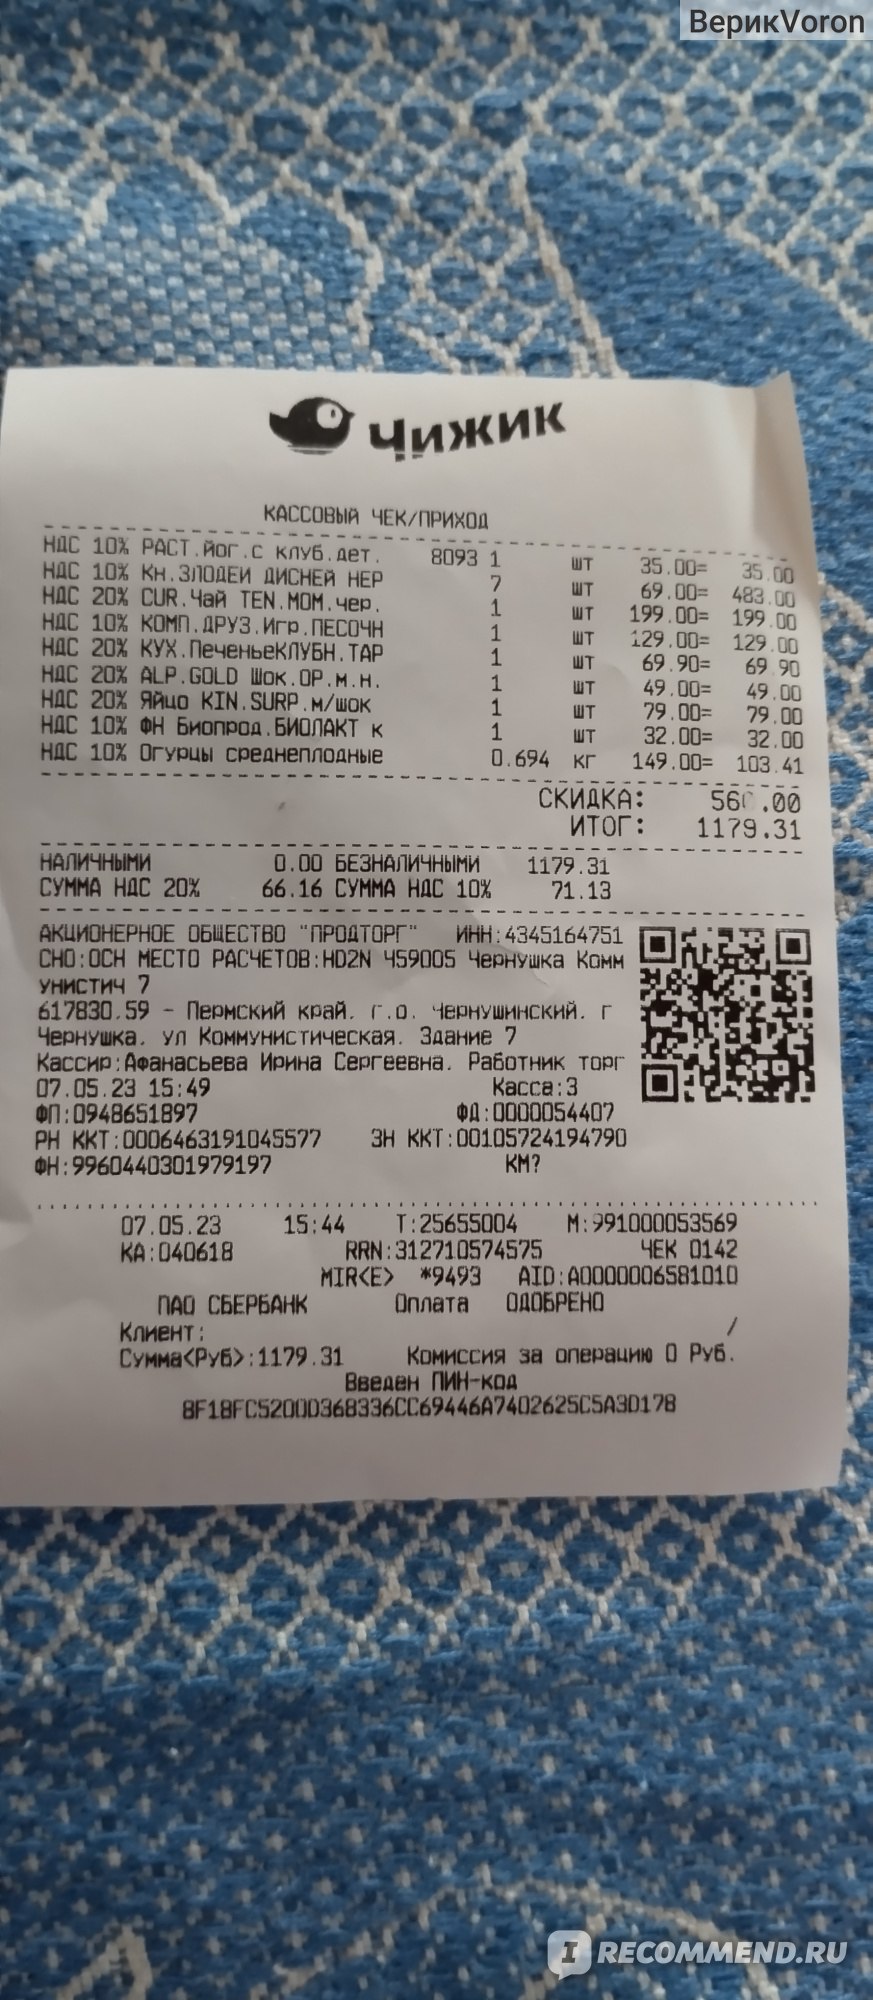 ВерикVoron
Чижик
КАССОВЫЙ ЧЕК/ПРИХОД
НДС 10% РАСТ.йог.с клуб.дет. 8093 1 шт 35.00= 35.00
НДС 10% Кн.ЗЛОДЕИ ДИСНЕЙ НЕР 7 шт 69.00= 483.00
НДС 20% CUR.Чай TEN.MOM.чер. 1 шт 199.00= 199.00
НДС 10% КОМП.ДРУЗ.Игр.ПЕСОЧН 1 шт 129.00= 129.00
НДС 20% КУХ.ПеченьеКЛУБН.ТАР 1 шт 69.90= 69.90
НДС 20% ALP.GOLD Шок.ОР.м.н. 1 шт 49.00= 49.00
НДС 20% Яйцо KIN.SURP.м/шок 1 шт 79.00= 79.00
НДС 10% ФН Биопрод.БИОЛАКТ к 1 шт 32.00= 32.00
НДС 10% Огурцы среднеплодные 0.694 кг 149.00= 103.41
СКИДКА:
ИТОГ: 1179.31
НАЛИЧНЫМИ 0.00 БЕЗНАЛИЧНЫМИ 1179.31
СУММА НДС 20% 66.16 СУММА НДС 10% 71.13
АКЦИОНЕРНОЕ ОБЩЕСТВО "ПРОДТОРГ" ИНН:4345164751
СНО:ОСН МЕСТО РАСЧЕТОВ:HD2N Ч59005 Чернушка Комм
унистич 7
617830.59 - Пермский край. г.о. Чернушинский. г
Чернушка. ул Коммунистическая. Здание 7
Кассир:Афанасьева Ирина Сергеевна. Работник торг
07.05.23 15:49 Касса:3
ФП:0948651897 ФД:0000054407
РН ККТ:0006463191045577 ЗН ККТ:00105724194790
ФН:9960440301979197 КМ?
07.05.23 15:44 Т:25655004 М:991000053569
КА:040618 RRN:312710574575 ЧЕК 0142
MIR<E> *9493 AID:A0000006581010
ПАО СБЕРБАНК Оплата ОДОБРЕНО
Клиент: /
Сумма<Руб>:1179.31 Комиссия за операцию 0 Руб.
Введен ПИН-код
8F18FC5200D368336CC69446A7402625C5A3D178
IRECOMMEND.RU